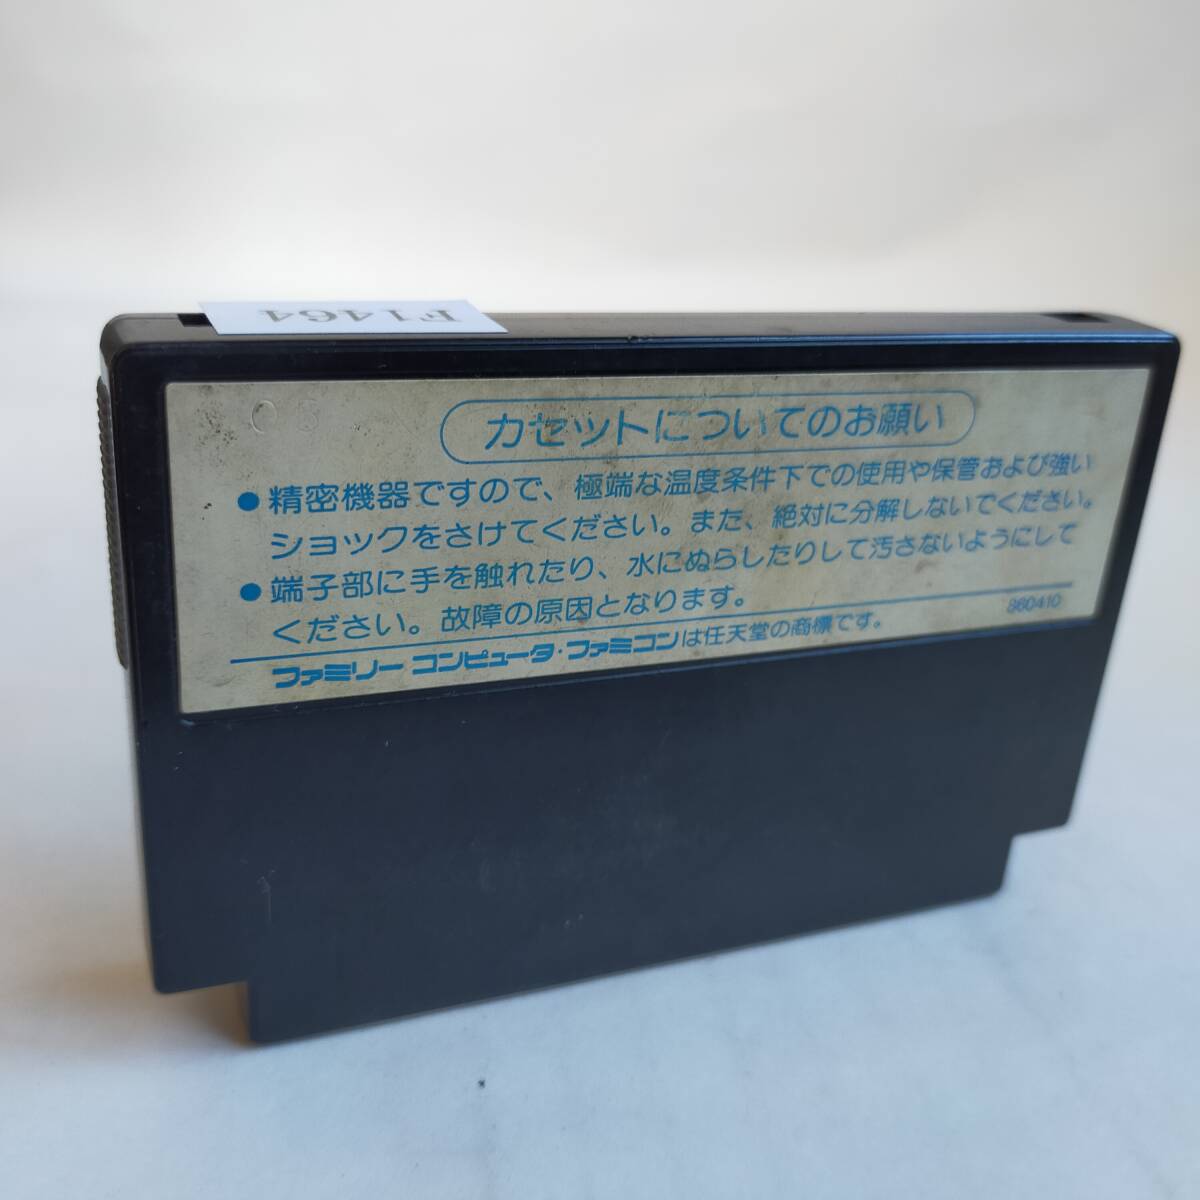 F1464
カセットについてのお願い
●精密機器ですので、極端な温度条件下での使用や保管および強い
ショックをさけてください。また、絶対に分解しないでください。
●端子部に手を触れたり、水にぬらしたりして汚さないようにして
ください。故障の原因となります。
860410
ファミリーコンピュータ・ファミコンは任天堂の商標です。